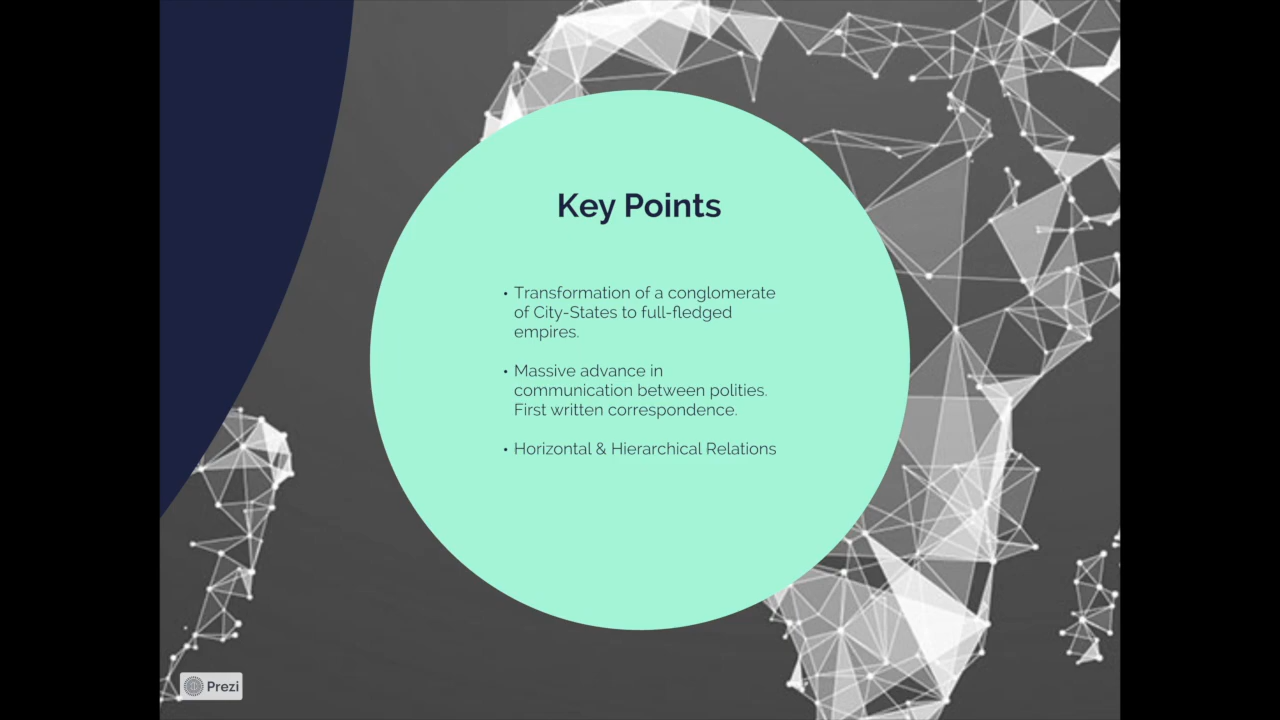 Key Points
• Transformation of a conglomerate
of City-States to full-fledged
empires.
• Massive advance in
communication between polities.
First written correspondence.
• Horizontal & Hierarchical Relations
Prezi